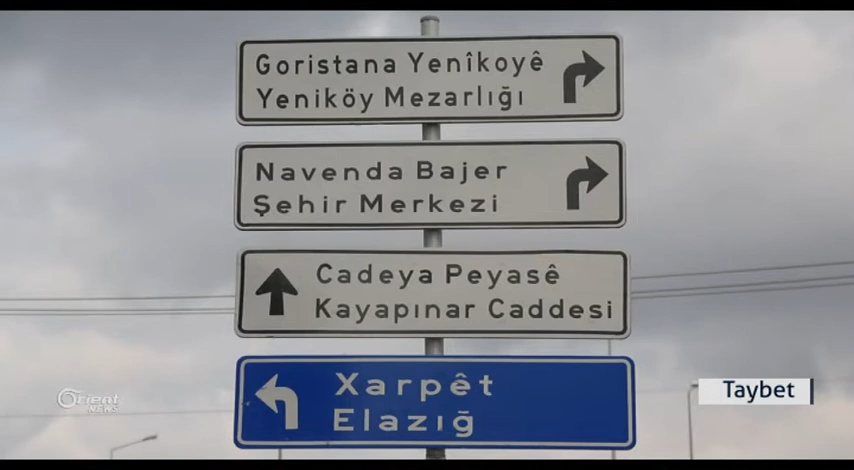 Goristana Yenîkoyê
Yeniköy Mezarlığı
Navenda Bajer
Şehir Merkezi
Cadeya Peyasê
Kayapınar Caddesi
Xarpêt
Elazığ
Orient
NEWS
Taybet